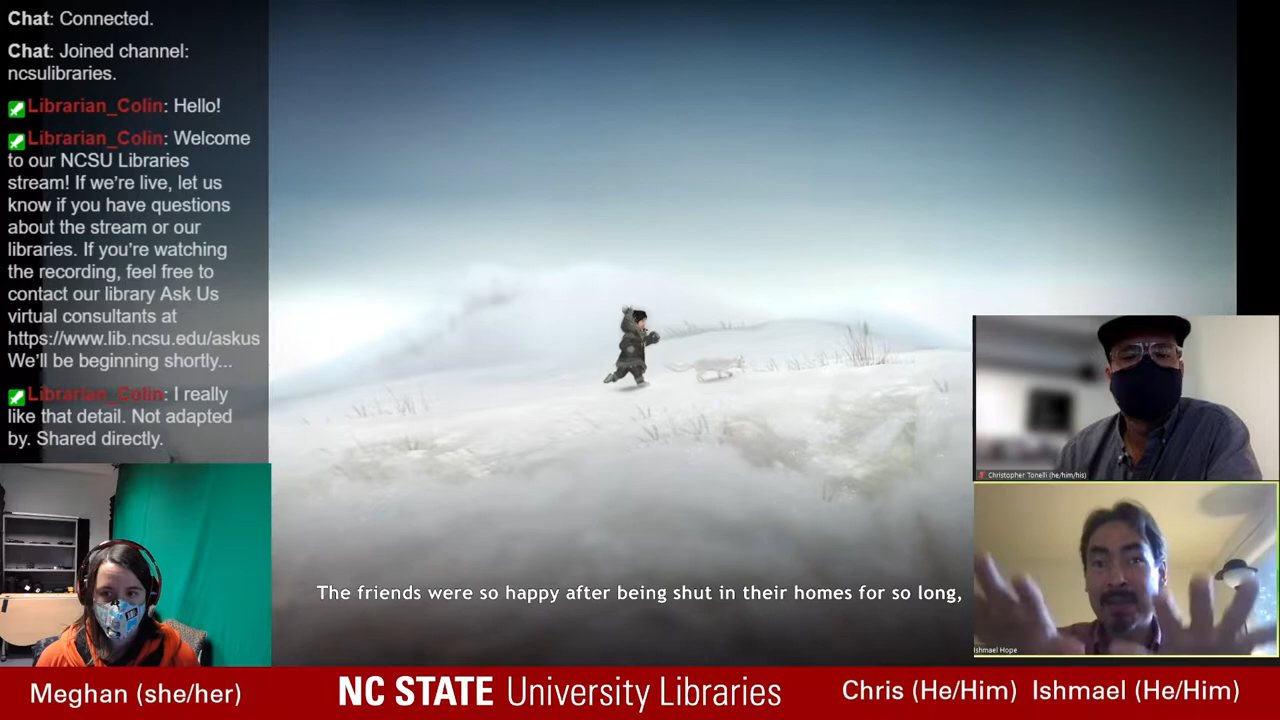 Chat: Connected.
Chat: Joined channel:
ncsulibraries.
Librarian_Colin: Hello!
Librarian_Colin: Welcome
to our NCSU Libraries
stream! If we're live, let us
know if you have questions
about the stream or our
libraries. If you're watching
the recording, feel free to
contact our library Ask Us
virtual consultants at
https://www.lib.ncsu.edu/askus
We'll be beginning shortly...
Librarian_Colin: I really
like that detail. Not adapted
by. Shared directly.
Christopher Tonelli (he/him/his)
The friends were so happy after being shut in their homes for so long,
Ishmael Hope
Meghan (she/her)
NC STATE University Libraries
Chris (He/Him) Ishmael (He/Him)